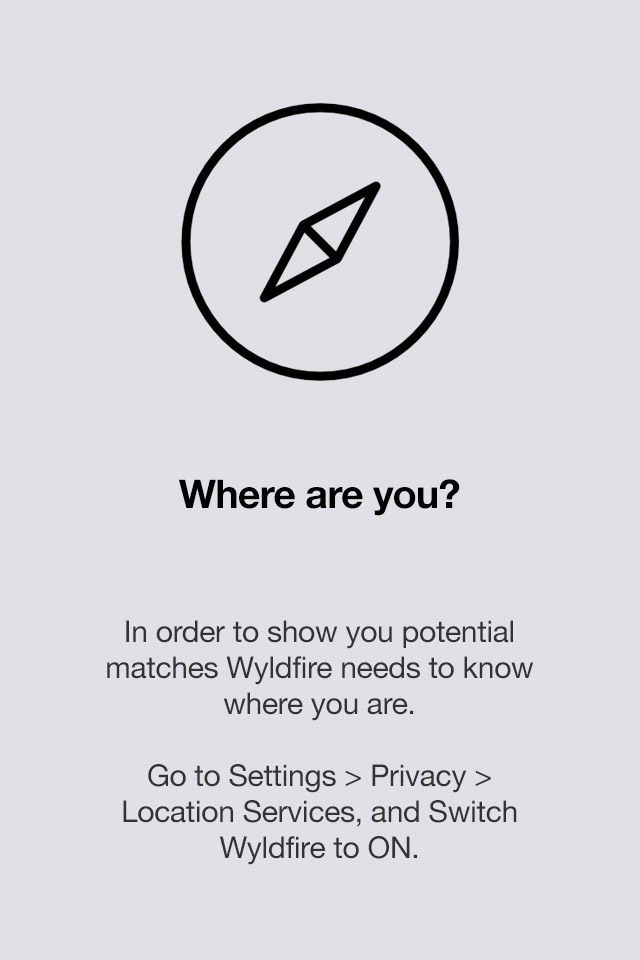 Where are you?
In order to show you potential
matches Wyldfire needs to know
where you are.
Go to Settings > Privacy >
Location Services, and Switch
Wyldfire to ON.